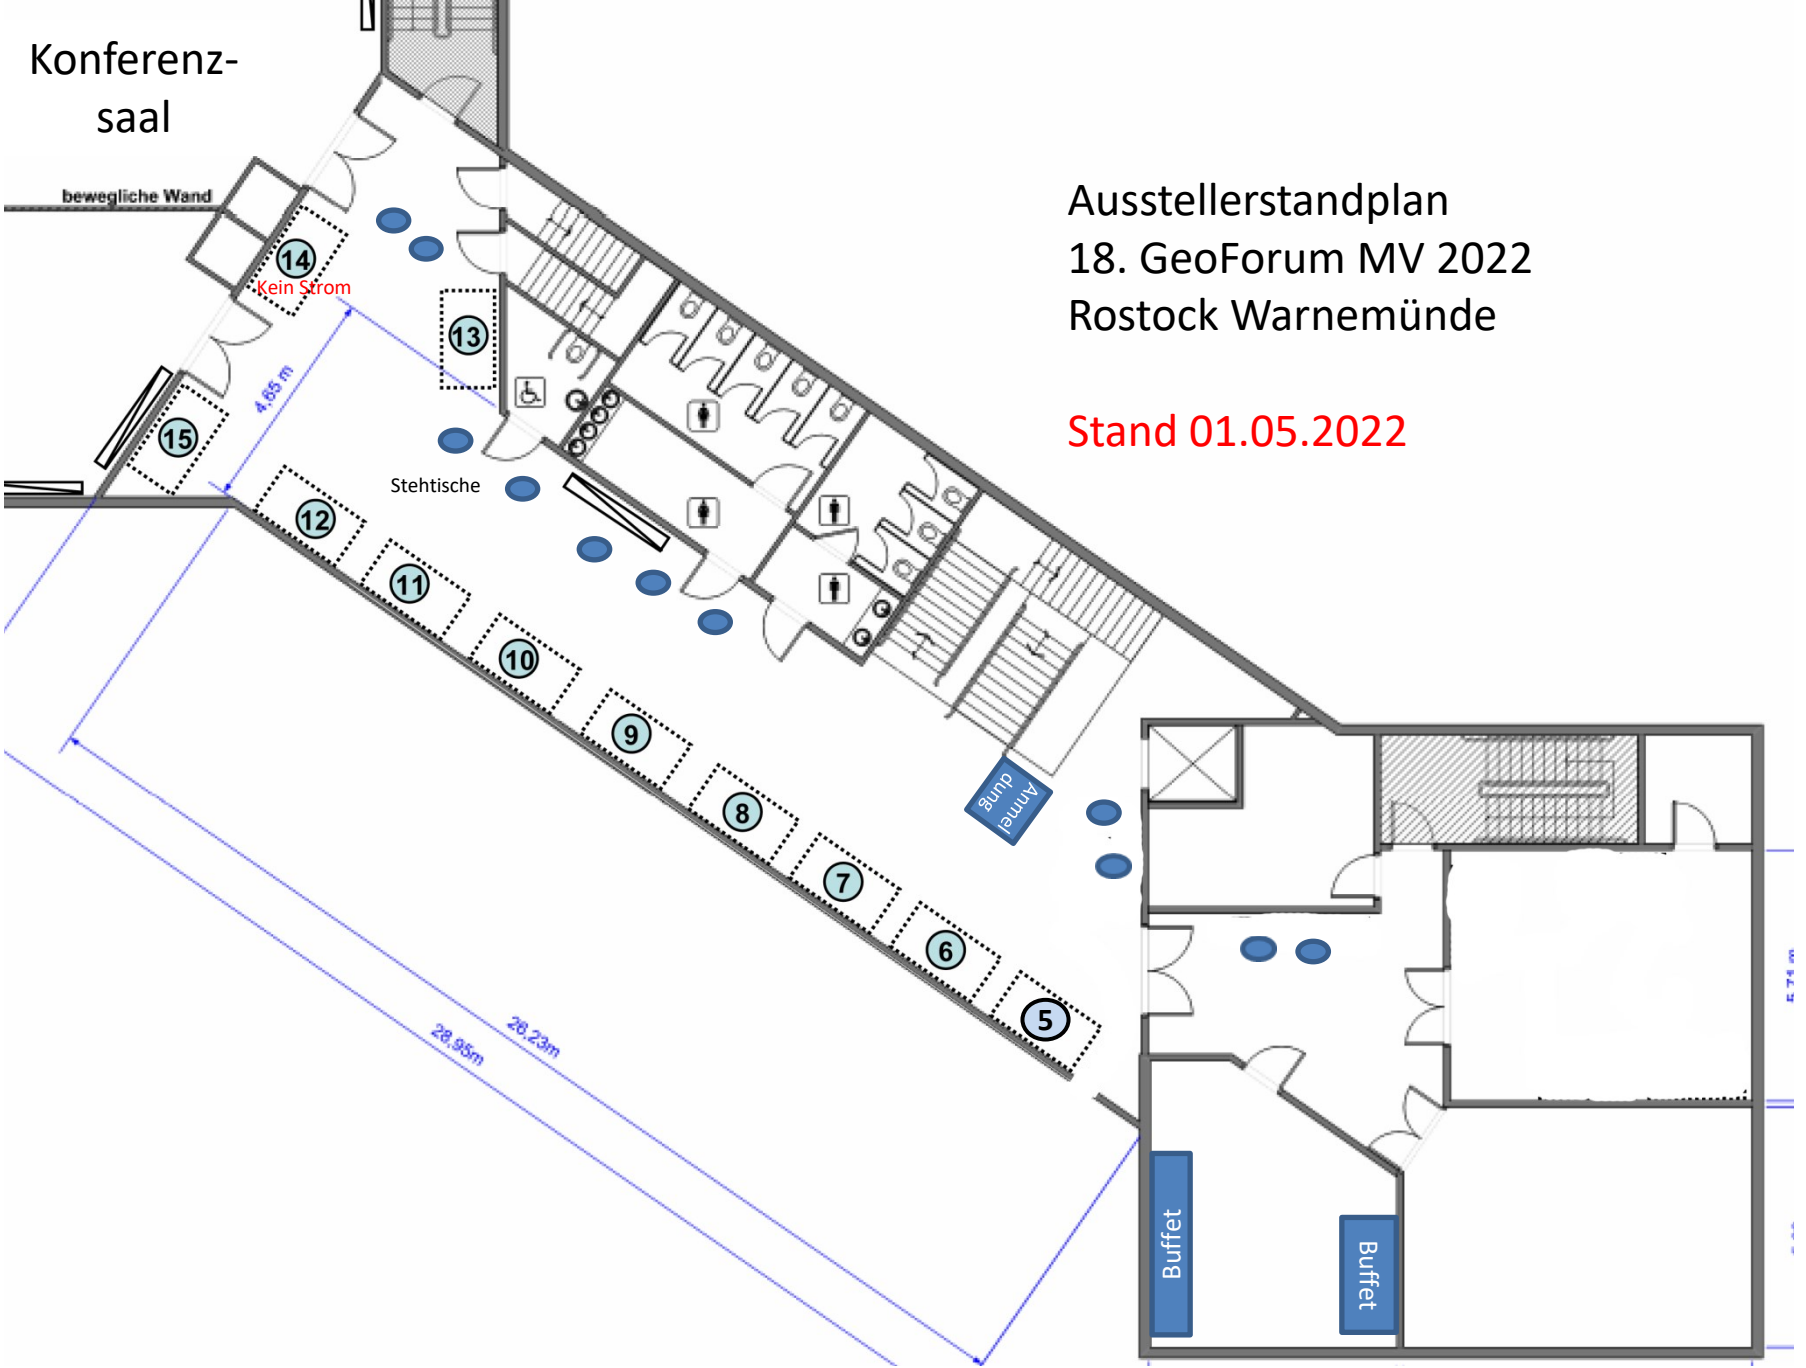 Konferenz-
saal
bewegliche Wand
Ausstellerstandplan
18. GeoForum MV 2022
Rostock Warnemünde
Stand 01.05.2022
14
Kein Strom
13
4,65 m
15
Stehtische
12
11
10
9
8
7
6
5
Anmel
dung
26,23m
28,95m
5,71 m
Buffet
Buffet